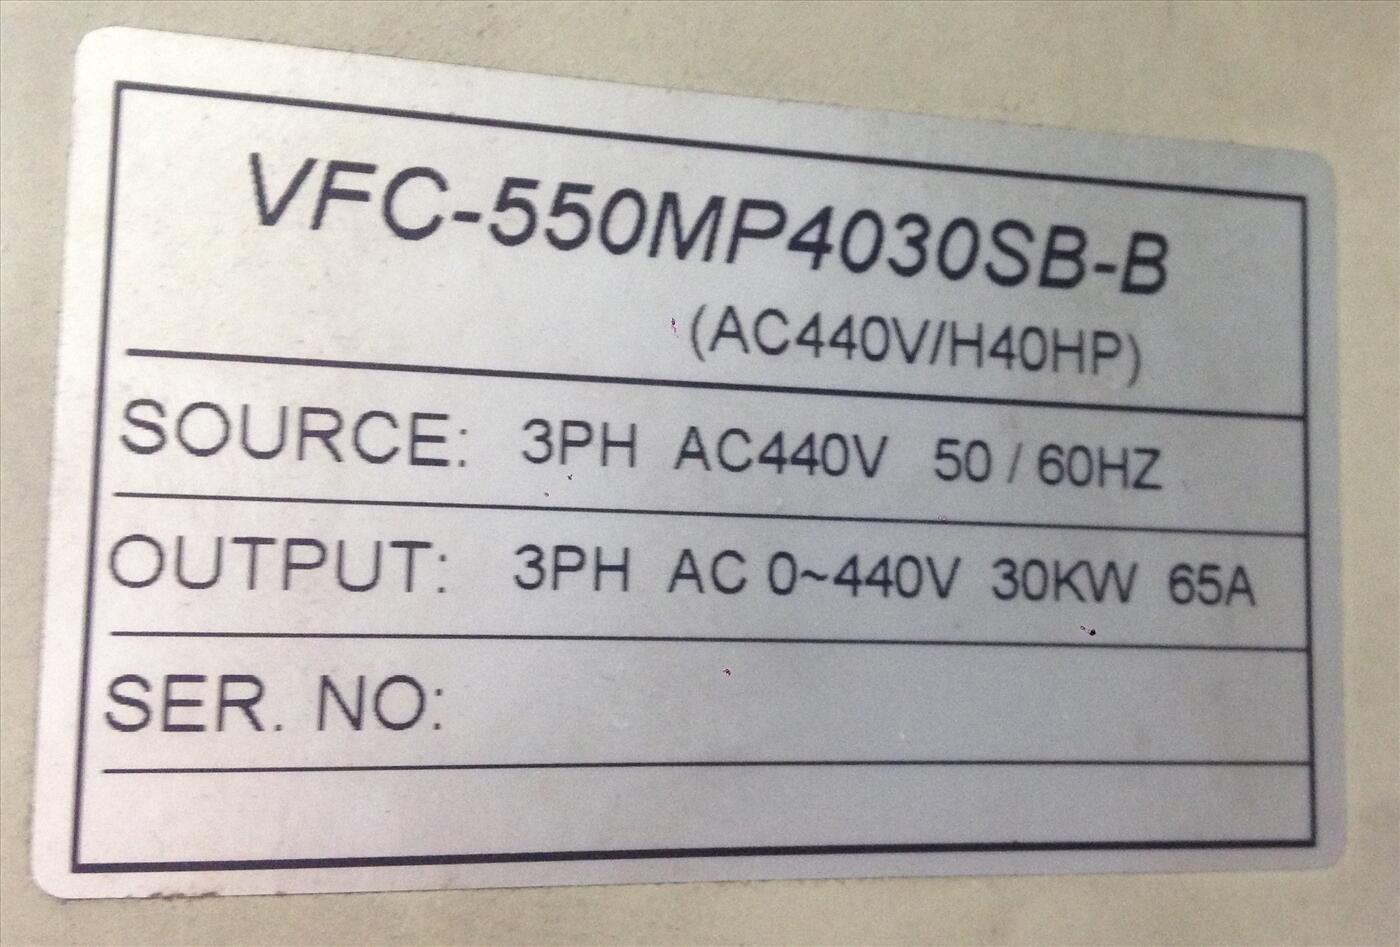 VFC-550MP4030SB-B
(AC440V/H40HP)
SOURCE: 3PH AC440V 50 / 60HZ
OUTPUT: 3PH AC 0~440V 30KW 65A
SER. NO: